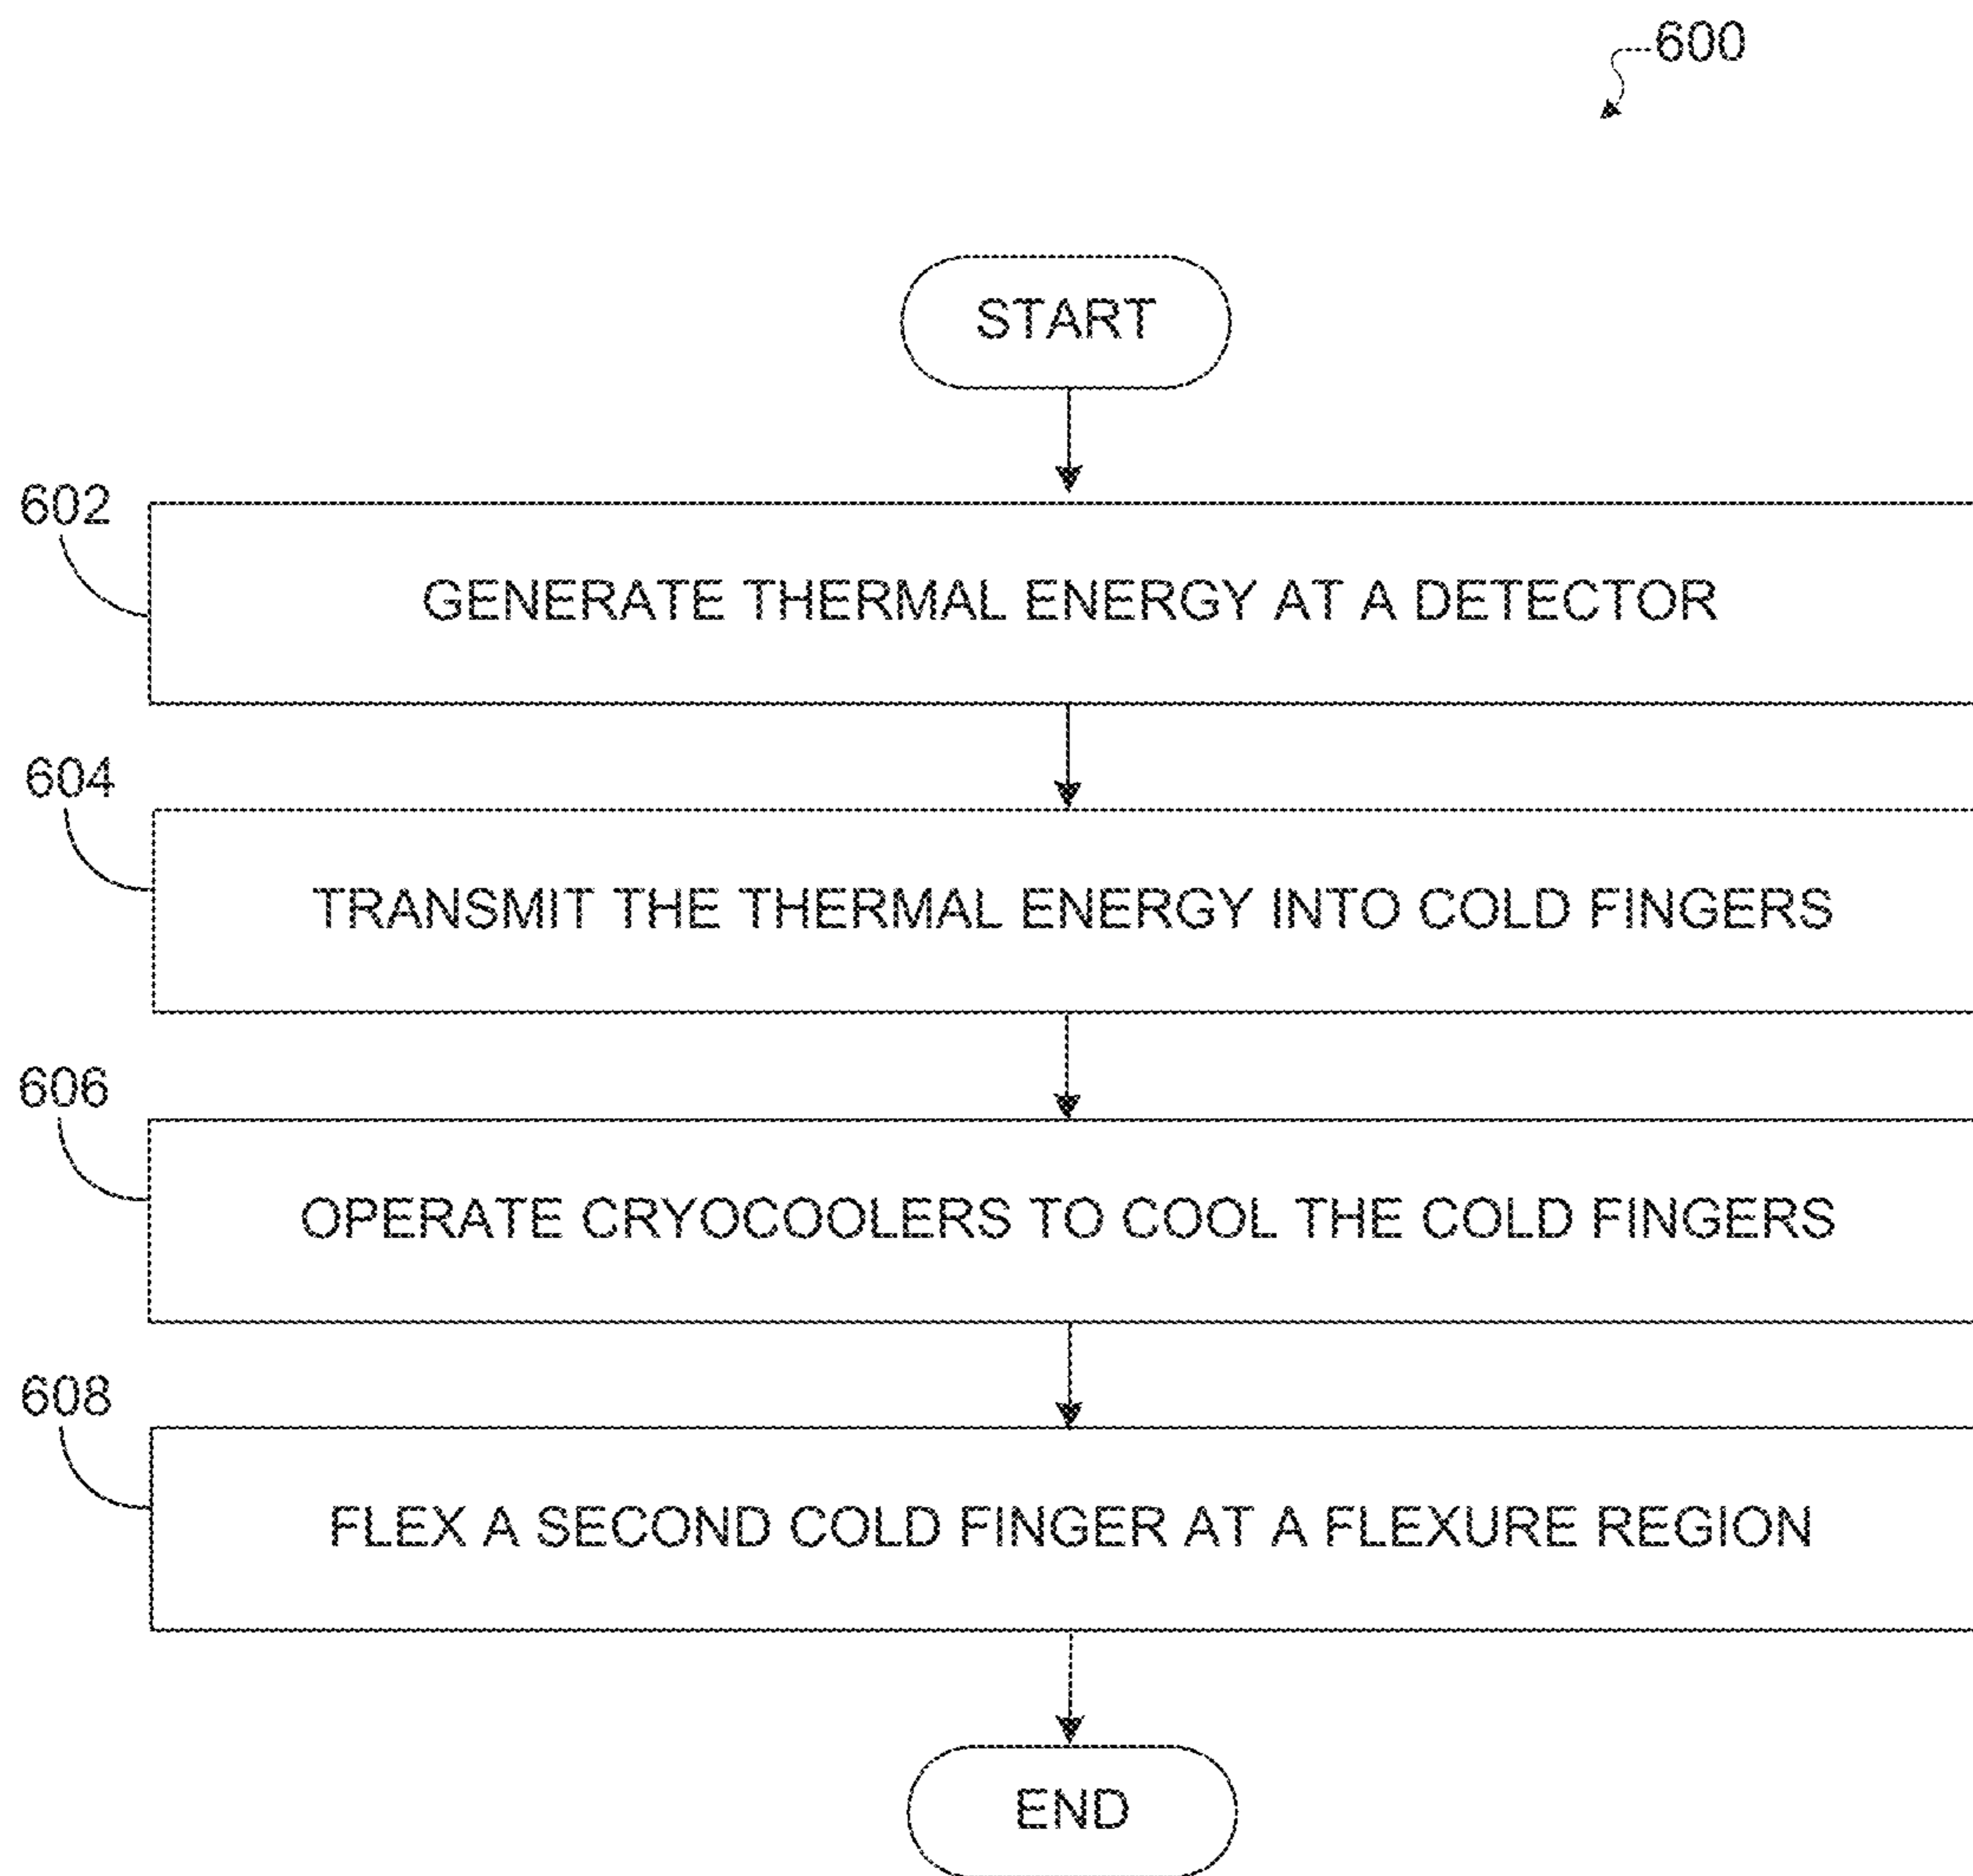 600
START
602
GENERATE THERMAL ENERGY AT A DETECTOR
604
TRANSMIT THE THERMAL ENERGY INTO COLD FINGERS
606
OPERATE CRYOCOOLERS TO COOL THE COLD FINGERS
608
FLEX A SECOND COLD FINGER AT A FLEXURE REGION
END